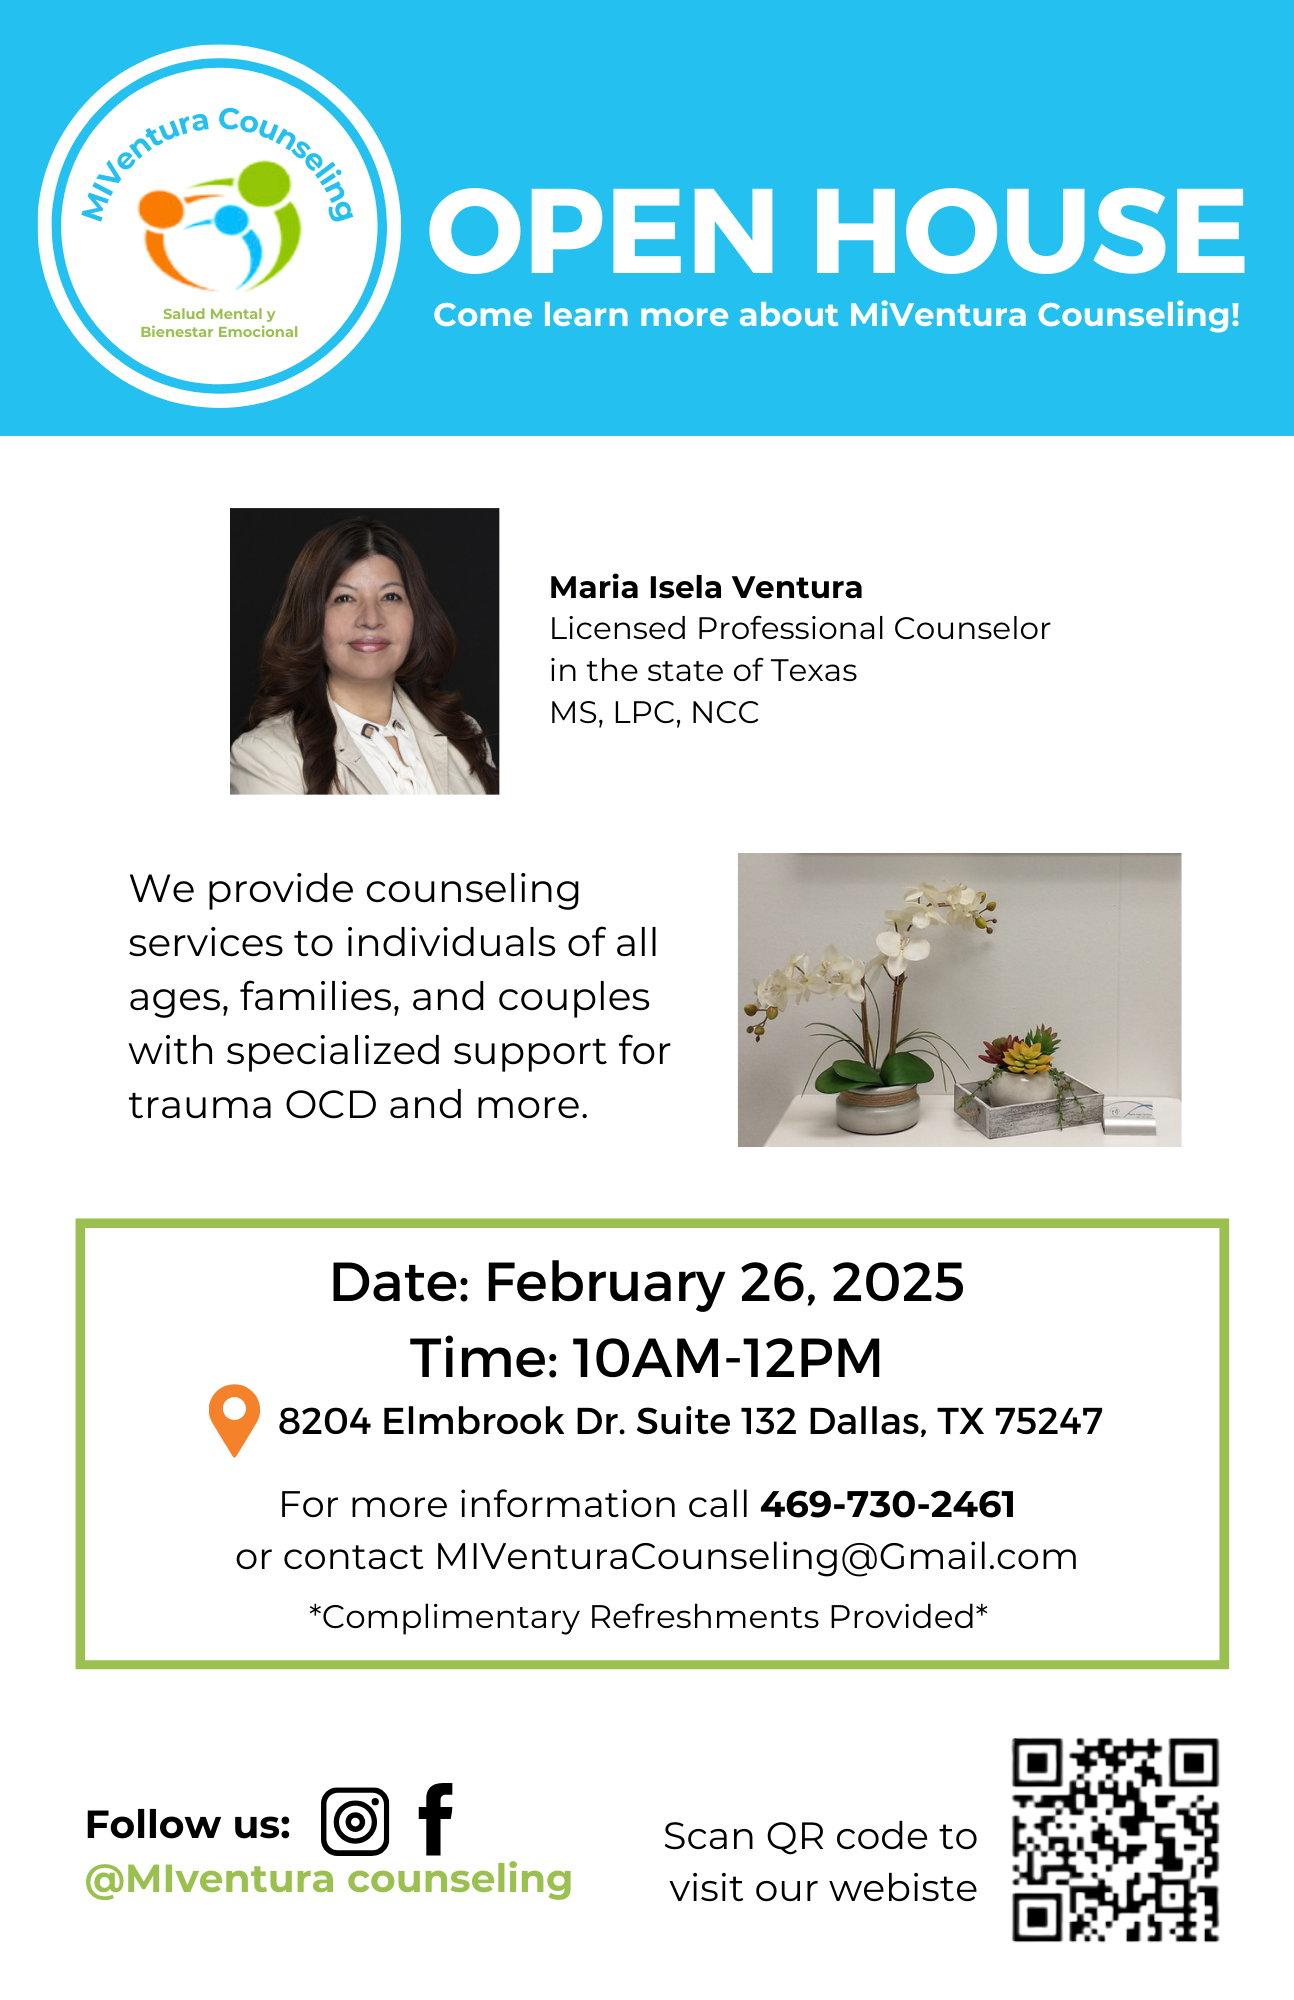 MIVentura Counseling
Salud Mental y
Bienestar Emocional
OPEN HOUSE
Come learn more about MiVentura Counseling!
Maria Isela Ventura
Licensed Professional Counselor
in the state of Texas
MS, LPC, NCC
We provide counseling
services to individuals of all
ages, families, and couples
with specialized support for
trauma OCD and more.
Date: February 26, 2025
Time: 10AM-12PM
8204 Elmbrook Dr. Suite 132 Dallas, TX 75247
For more information call 469-730-2461
or contact MIVenturaCounseling@Gmail.com
*Complimentary Refreshments Provided*
Follow us:
@MIventura counseling
Scan QR code to
visit our webiste